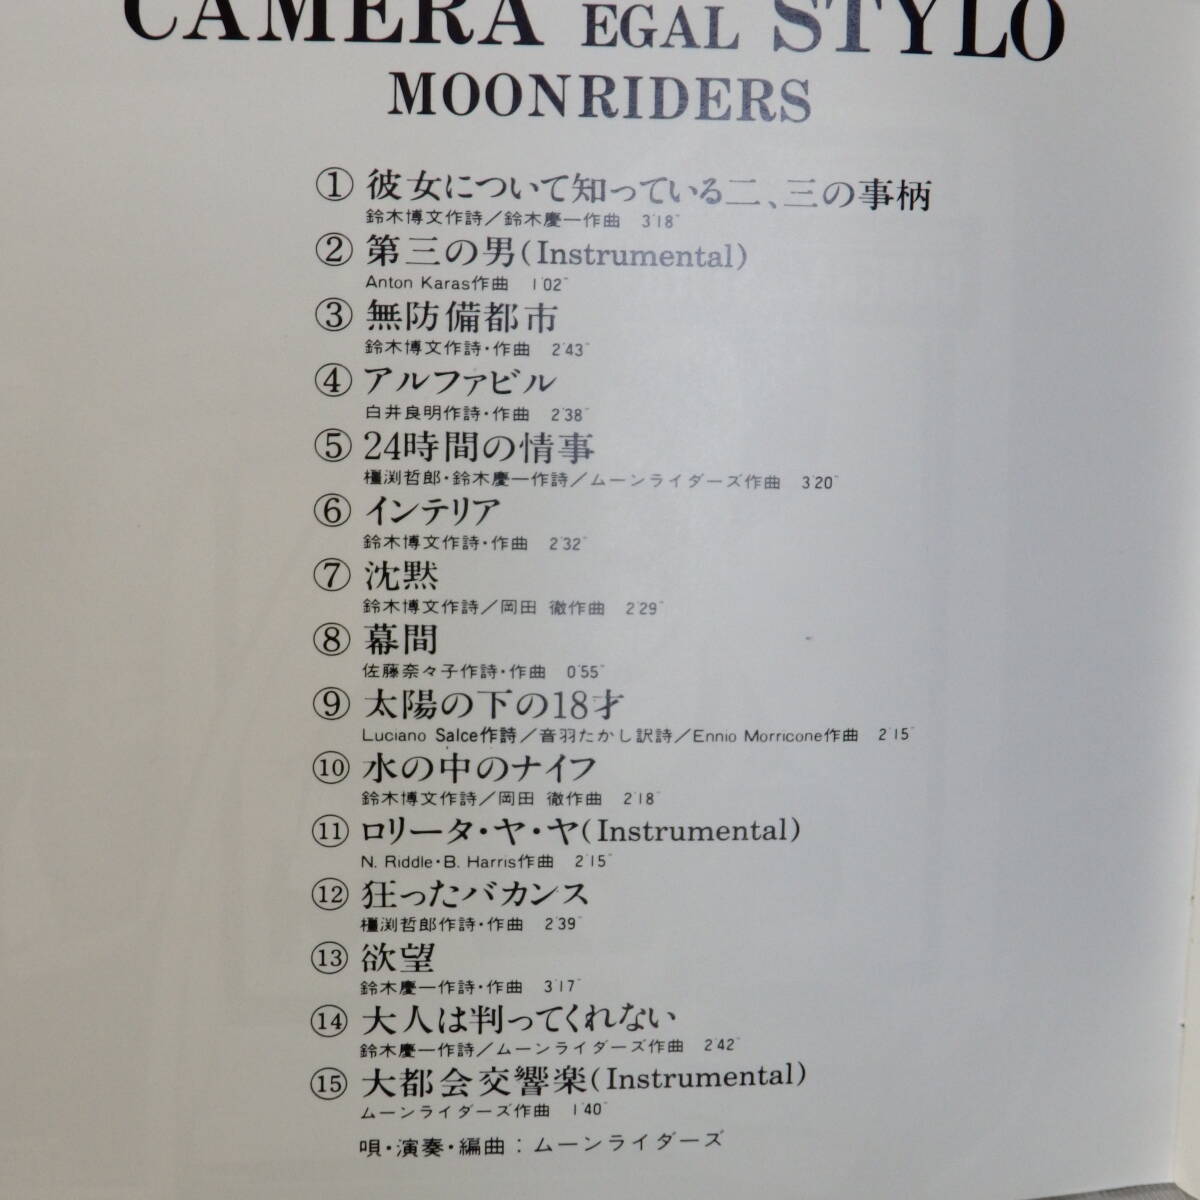 CAMERA EGAL STYLO
MOONRIDERS
① 彼女について知っている二、三の事柄
鈴木博文作詩／鈴木慶一作曲 3'18"
② 第三の男(Instrumental)
Anton Karas作曲 1'02"
③ 無防備都市
鈴木博文作詩・作曲 2'43"
④ アルファビル
白井良明作詩・作曲 2'38"
⑤ 24時間の情事
橿渕哲郎・鈴木慶一作詩／ムーンライダーズ作曲 3'20"
⑥ インテリア
鈴木博文作詩・作曲 2'32"
⑦ 沈黙
鈴木博文作詩／岡田 徹作曲 2'29"
⑧ 幕間
佐藤奈々子作詩・作曲 0'55"
⑨ 太陽の下の18才
Luciano Salce作詩／音羽たかし訳詩／Ennio Morricone作曲 2'15"
⑩ 水の中のナイフ
鈴木博文作詩／岡田 徹作曲 2'18"
⑪ ロリータ・ヤ・ヤ(Instrumental)
N. Riddle・B. Harris作曲 2'15"
⑫ 狂ったバカンス
橿渕哲郎作詩・作曲 2'39"
⑬ 欲望
鈴木慶一作詩・作曲 3'17"
⑭ 大人は判ってくれない
鈴木慶一作詩／ムーンライダーズ作曲 2'42"
⑮ 大都会交響楽(Instrumental)
ムーンライダーズ作曲 1'40"
唄・演奏・編曲：ムーンライダーズ